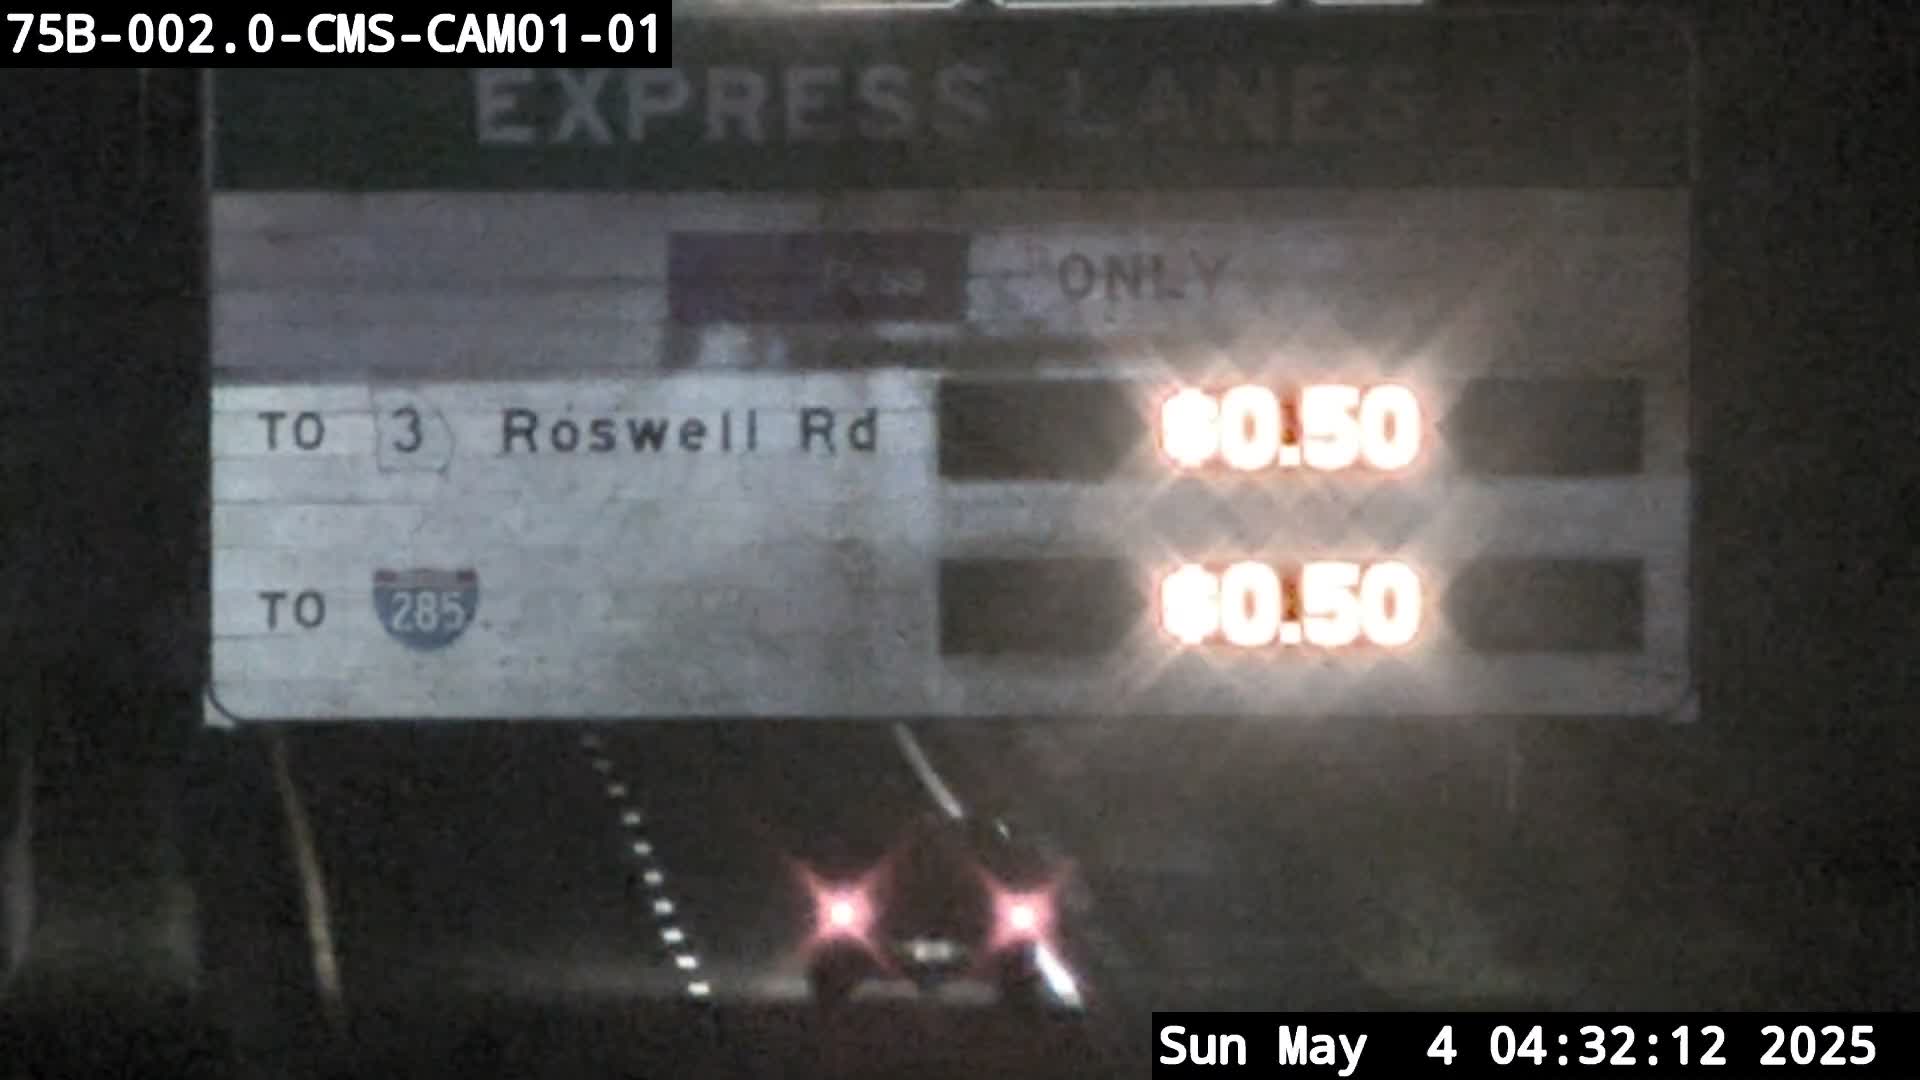 75B-002.0-CMS-CAM01-01
EXPRESS LANES
Pass ONLY
TO 3 Roswell Rd $0.50
TO 285 $0.50
Sun May 4 04:32:12 2025